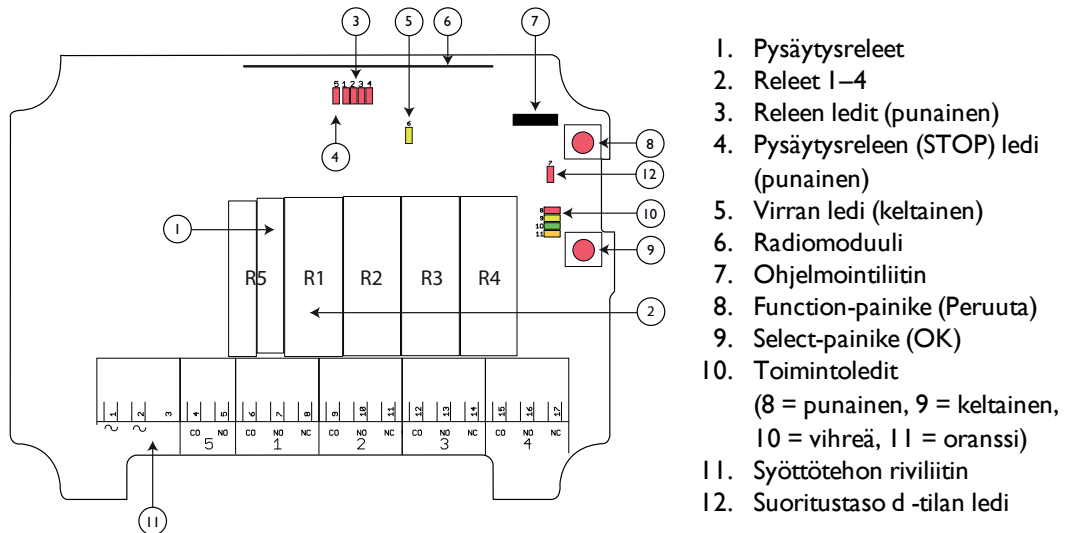 3
5
6
7
5 1 2 3 4
6
4
8
7
12
8
9
10
11
10
9
1
R5 R1 R2 R3 R4
2
1 2 3 4 5 6 7 8 9 10 11 12 13 14 15 16 17
~ ~ CO NO CO NO NC CO NO NC CO NO NC CO NO NC
5 1 2 3 4
11
1. Pysäytysreleet
2. Releet 1–4
3. Releen ledit (punainen)
4. Pysäytysreleen (STOP) ledi
(punainen)
5. Virran ledi (keltainen)
6. Radiomoduuli
7. Ohjelmointiliitin
8. Function-painike (Peruuta)
9. Select-painike (OK)
10. Toimintoledit
(8 = punainen, 9 = keltainen,
10 = vihreä, 11 = oranssi)
11. Syöttötehon riviliitin
12. Suoritustaso d -tilan ledi